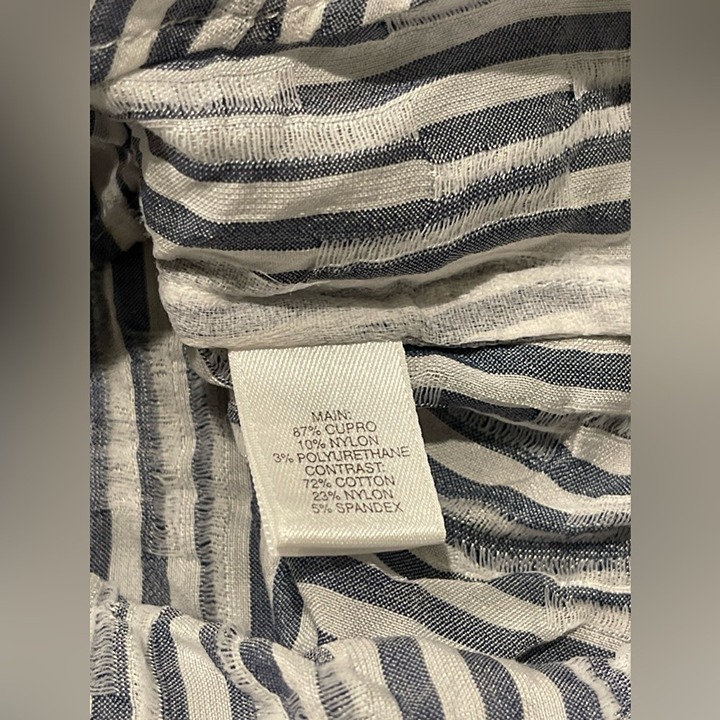 MAIN:
87% CUPRO
10% NYLON
3% POLYURETHANE
CONTRAST:
72% COTTON
23% NYLON
5% SPANDEX